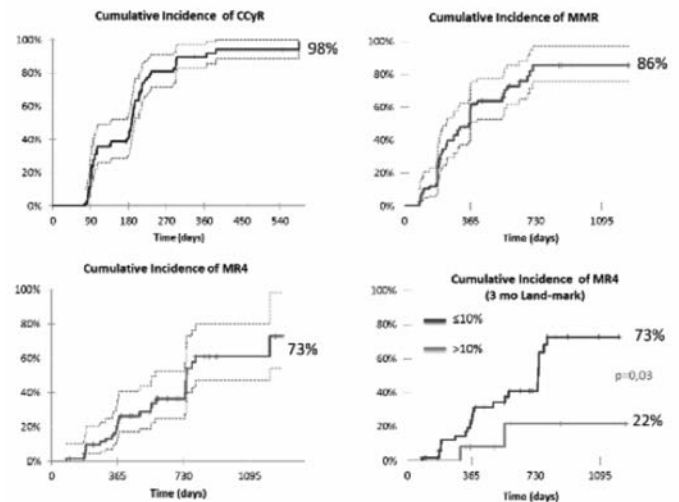 Cumulative Incidence of CCyR
100%
80%
60%
40%
20%
0%
98%
0 90 180 270 360 450 540
Time (days)
Cumulative Incidence of MMR
100%
80%
60%
40%
20%
0%
86%
0 365 730 1095
Time (days)
Cumulative Incidence of MR4
100%
80%
60%
40%
20%
0%
73%
0 365 730 1095
Time (days)
Cumulative Incidence of MR4
(3 mo Land-mark)
100%
80%
60%
40%
20%
0%
≤10%
>10%
73%
p=0,03
22%
0 365 730 1095
Time (days)